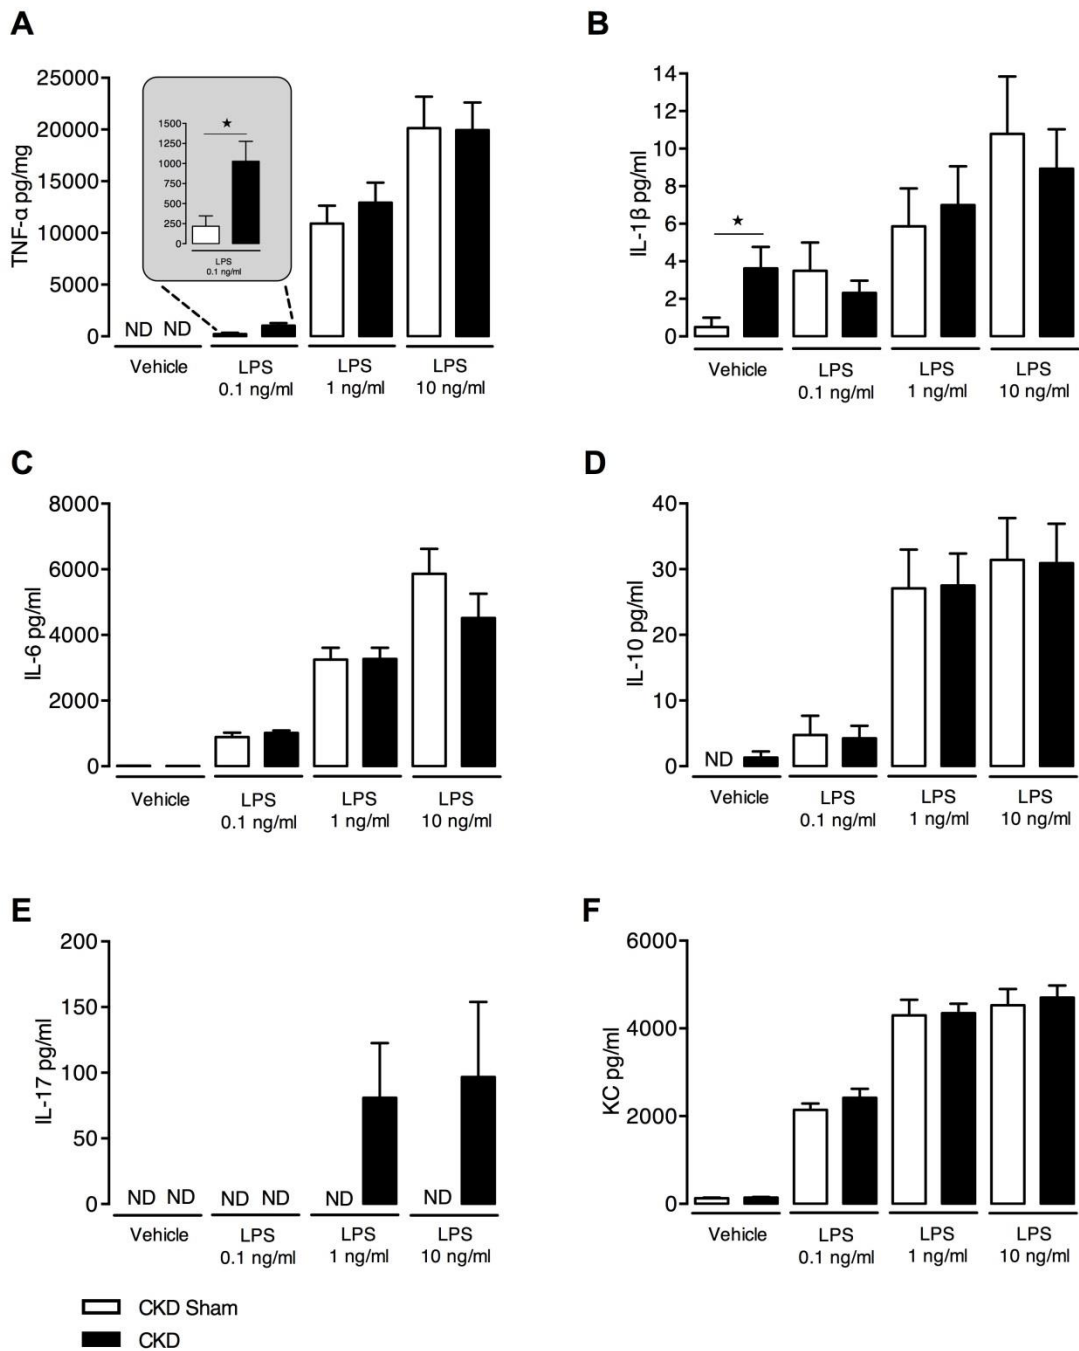 A
TNF-α pg/mg
25000
20000
15000
10000
5000
0
1500
1250
1000
750
500
250
0
★
LPS
0.1 ng/ml
ND ND
Vehicle
LPS
0.1 ng/ml
LPS
1 ng/ml
LPS
10 ng/ml
B
IL-1β pg/ml
14
12
10
8
6
4
2
0
★
Vehicle
LPS
0.1 ng/ml
LPS
1 ng/ml
LPS
10 ng/ml
C
IL-6 pg/ml
8000
6000
4000
2000
0
Vehicle
LPS
0.1 ng/ml
LPS
1 ng/ml
LPS
10 ng/ml
D
IL-10 pg/ml
40
30
20
10
0
ND
Vehicle
LPS
0.1 ng/ml
LPS
1 ng/ml
LPS
10 ng/ml
E
IL-17 pg/ml
200
150
100
50
0
ND ND ND ND ND ND
Vehicle
LPS
0.1 ng/ml
LPS
1 ng/ml
LPS
10 ng/ml
F
KC pg/ml
6000
4000
2000
0
Vehicle
LPS
0.1 ng/ml
LPS
1 ng/ml
LPS
10 ng/ml
CKD Sham
CKD